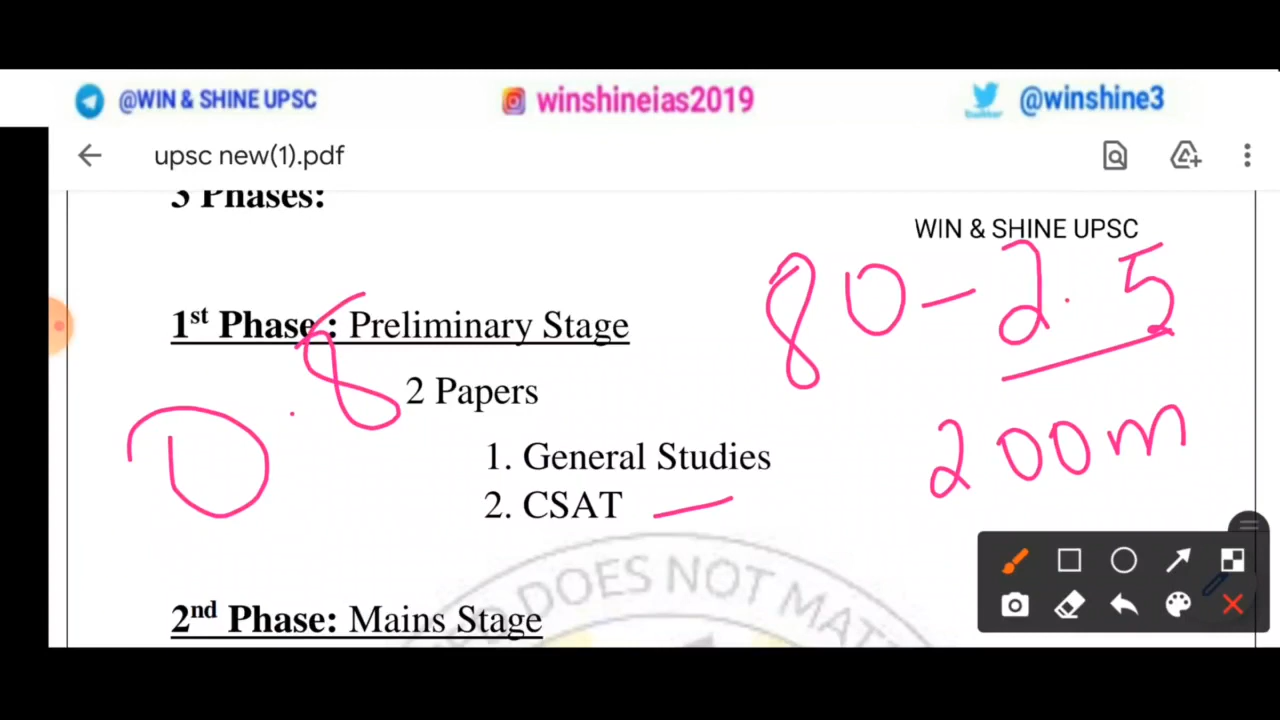 @WIN & SHINE UPSC winshineias2019 @winshine3
upsc new(1).pdf
3 Phases:
WIN & SHINE UPSC
80-2.5
1st Phase : Preliminary Stage
2 Papers
200m
1. General Studies
2. CSAT
DOES NOT
2nd Phase: Mains Stage